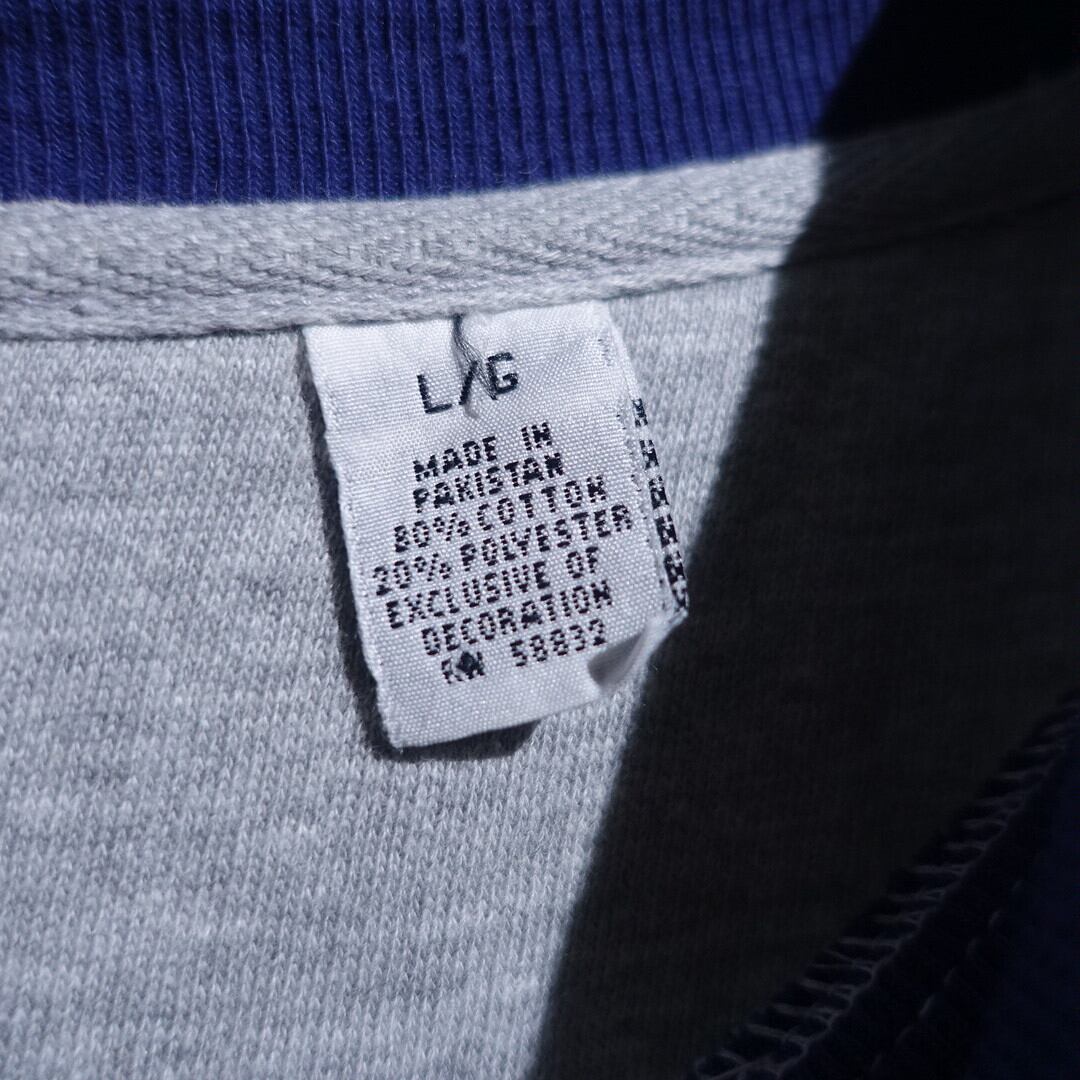 L/G
MADE IN
PAKISTAN
80% COTTON
20% POLYESTER
EXCLUSIVE OF
DECORATION
RN 58832